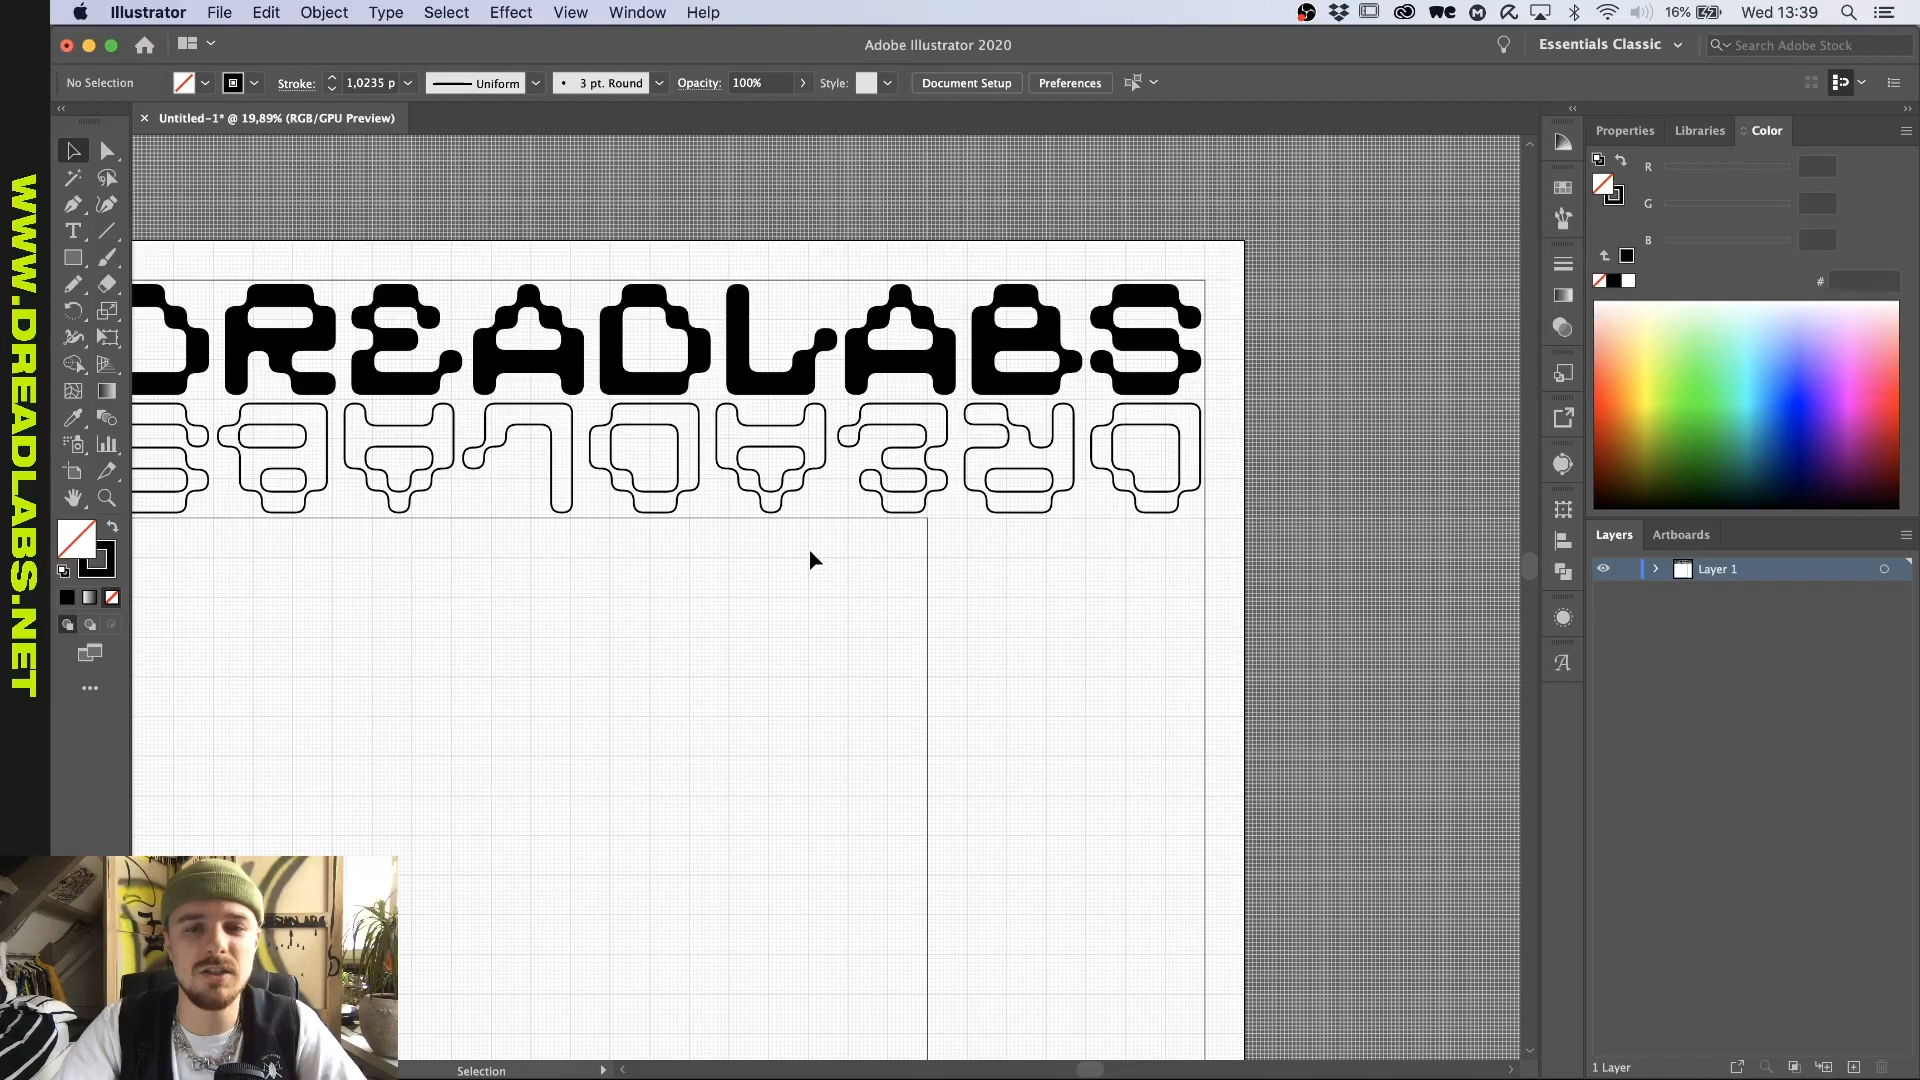 Illustrator File Edit Object Type Select Effect View Window Help
16% Wed 13:39
Adobe Illustrator 2020
Essentials Classic
Search Adobe Stock
No Selection
Stroke: 1,0235 p
Uniform
3 pt. Round
Opacity: 100%
Style:
Document Setup
Preferences
Untitled-1* @ 19,89% (RGB/GPU Preview)
Properties Libraries Color
R
G
B
#
WWW.DREADLABS.NET
DREADLABS
Layers Artboards
Layer 1
1 Layer
Selection